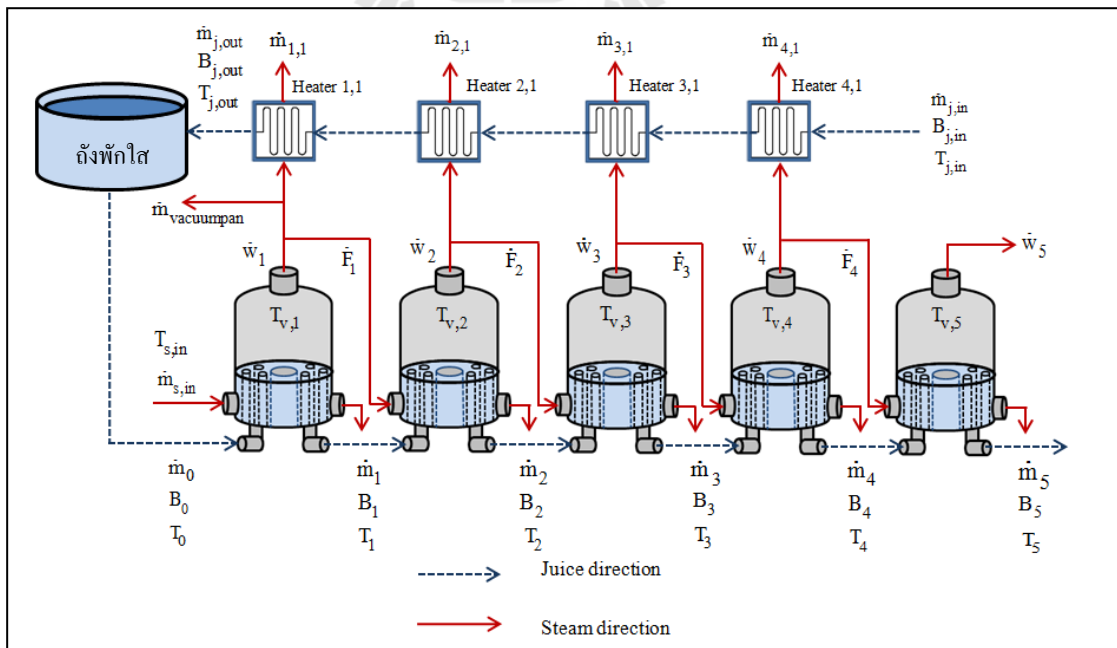 ṁj,out
Bj,out
Tj,out
ṁ1,1
ṁ2,1
ṁ3,1
ṁ4,1
Heater 1,1
Heater 2,1
Heater 3,1
Heater 4,1
ṁj,in
Bj,in
Tj,in
ถังพักใส
ṁvacuumpan
ẇ1
Ḟ1
ẇ2
Ḟ2
ẇ3
Ḟ3
ẇ4
Ḟ4
ẇ5
Tv,1
Tv,2
Tv,3
Tv,4
Tv,5
Ts,in
ṁs,in
ṁ0
B0
T0
ṁ1
B1
T1
ṁ2
B2
T2
ṁ3
B3
T3
ṁ4
B4
T4
ṁ5
B5
T5
Juice direction
Steam direction